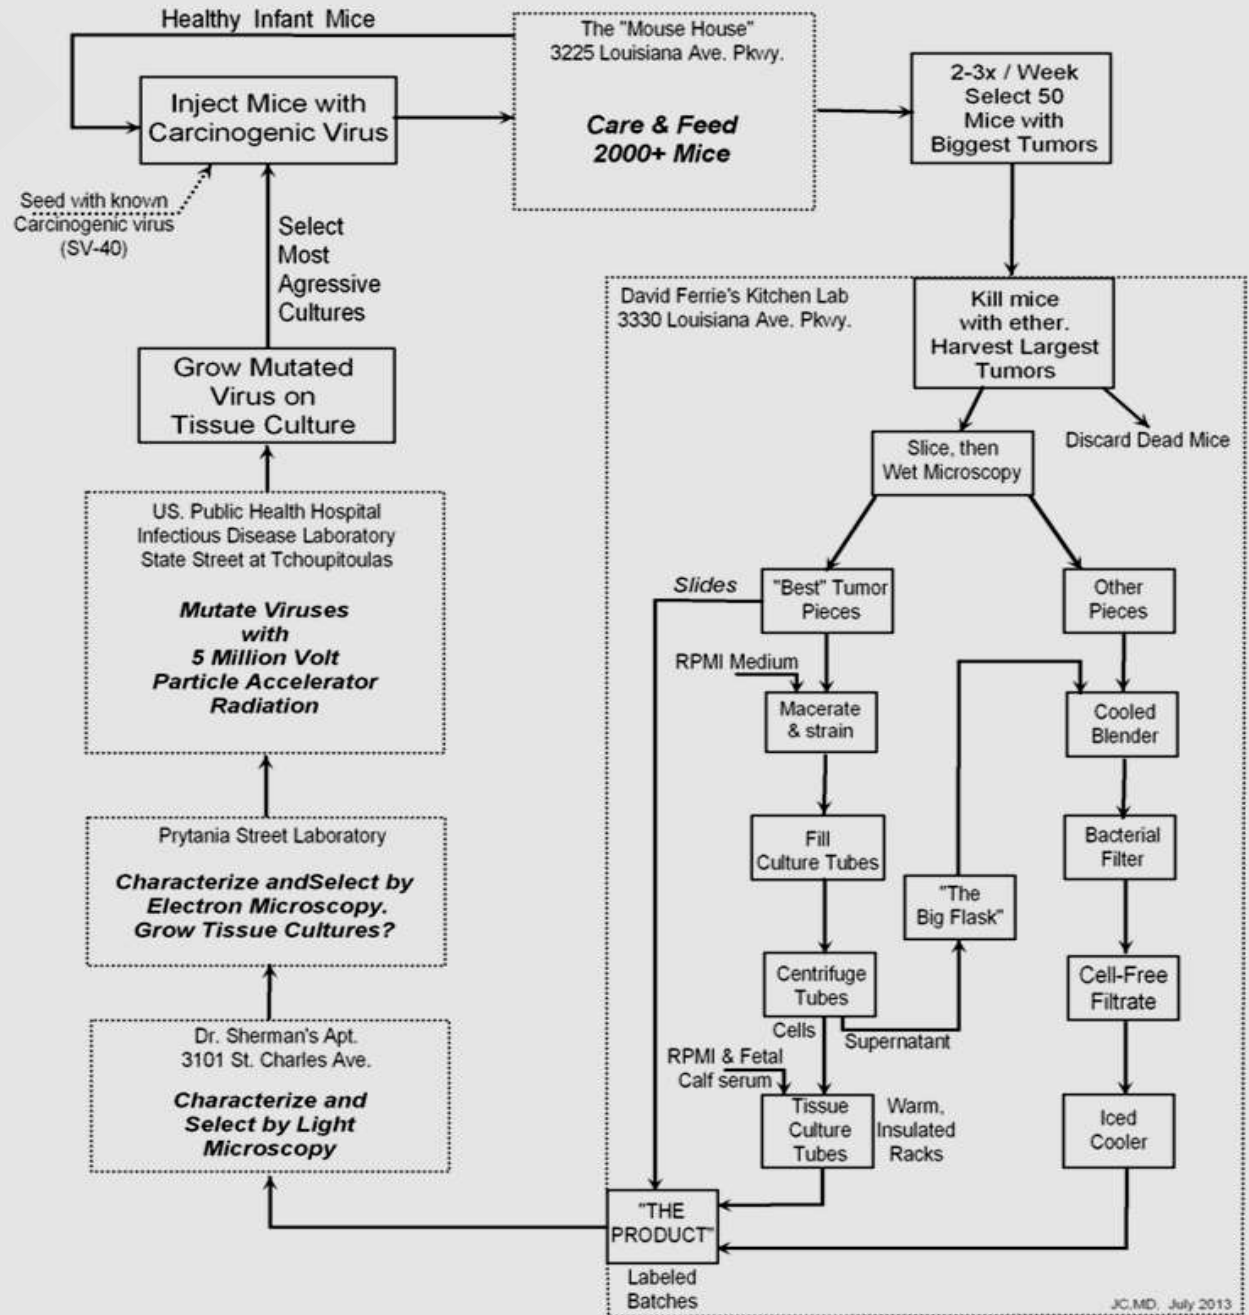 Healthy Infant Mice
Inject Mice with
Carcinogenic Virus
Seed with known
Carcinogenic virus
(SV-40)
Select
Most
Agressive
Cultures
The "Mouse House"
3225 Louisiana Ave. Pkwy.
Care & Feed
2000+ Mice
2-3x / Week
Select 50
Mice with
Biggest Tumors
David Ferrie's Kitchen Lab
3330 Louisiana Ave. Pkwy.
Kill mice
with ether.
Harvest Largest
Tumors
Discard Dead Mice
Slice, then
Wet Microscopy
Slides
"Best" Tumor
Pieces
Other
Pieces
RPMI Medium
Macerate
& strain
Cooled
Blender
Fill
Culture Tubes
Bacterial
Filter
"The
Big Flask"
Centrifuge
Tubes
Cell-Free
Filtrate
Cells
Supernatant
RPMI & Fetal
Calf serum
Tissue
Culture
Tubes
Warm,
Insulated
Racks
Iced
Cooler
"THE
PRODUCT"
Labeled
Batches
Dr. Sherman's Apt.
3101 St. Charles Ave.
Characterize and
Select by Light
Microscopy
Prytania Street Laboratory
Characterize andSelect by
Electron Microscopy.
Grow Tissue Cultures?
US. Public Health Hospital
Infectious Disease Laboratory
State Street at Tchoupitoulas
Mutate Viruses
with
5 Million Volt
Particle Accelerator
Radiation
Grow Mutated
Virus on
Tissue Culture
JC.MD. July 2013